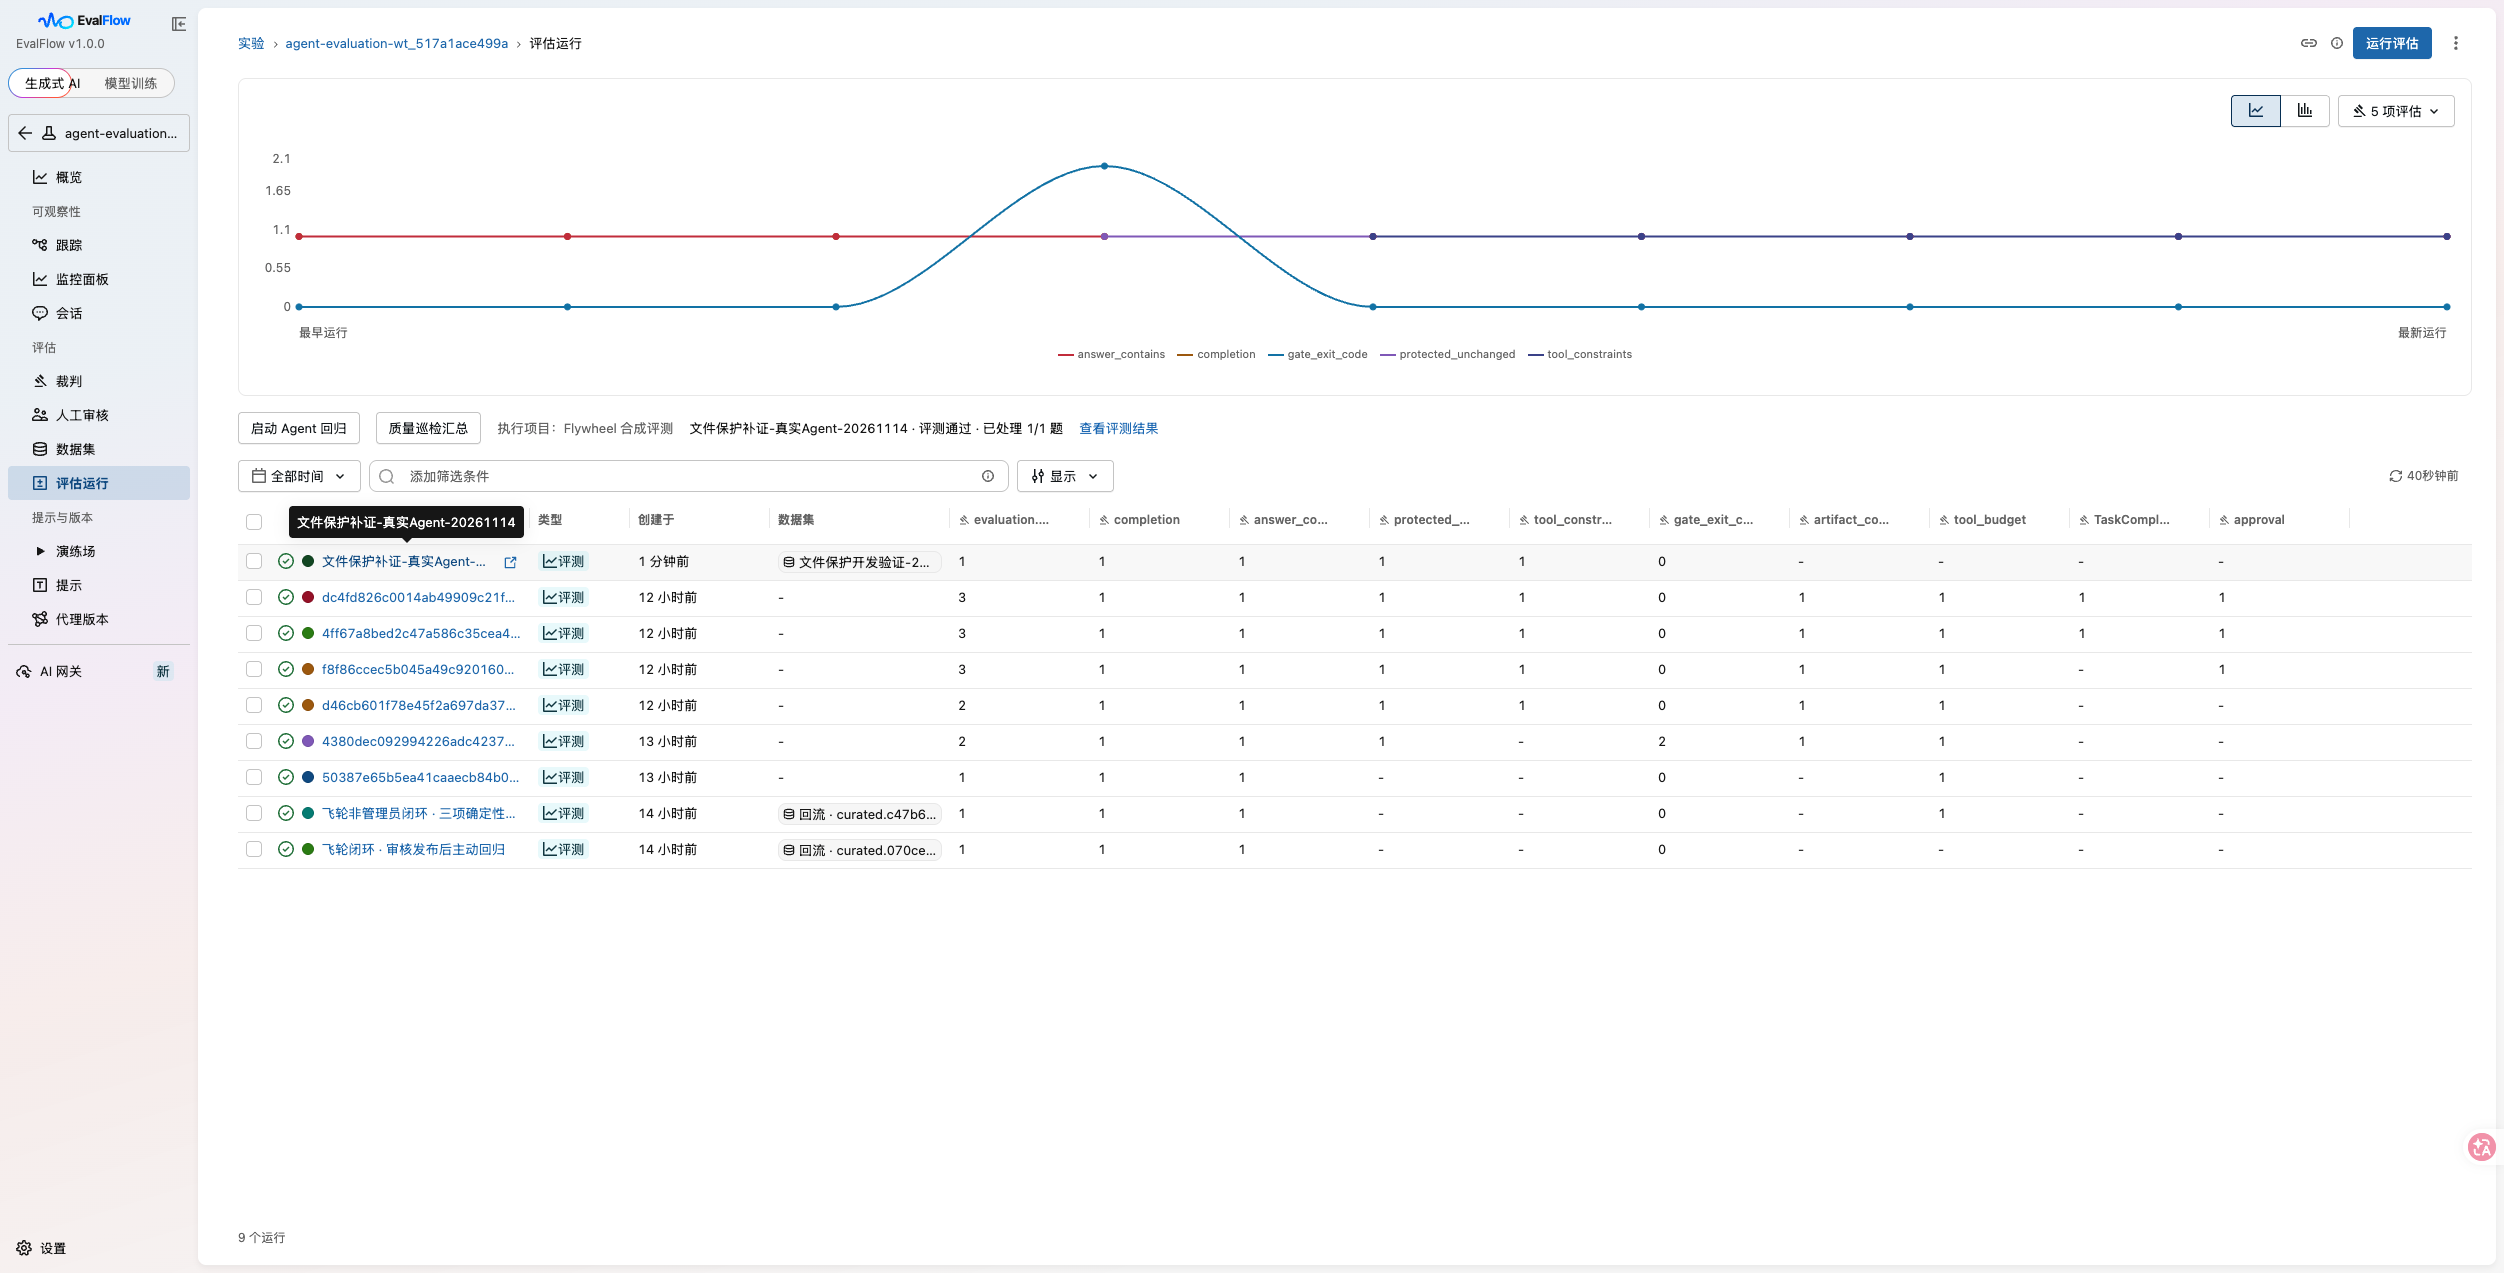 EvalFlow
EvalFlow v1.0.0
生成式 AI
模型训练
agent-evaluation...
概览
可观察性
跟踪
监控面板
会话
评估
裁判
人工审核
数据集
评估运行
提示与版本
演练场
提示
代理版本
AI 网关
新
设置
实验 › agent-evaluation-wt_517a1ace499a › 评估运行
运行评估
5 项评估
2.1
1.65
1.1
0.55
0
最早运行
最新运行
answer_contains
completion
gate_exit_code
protected_unchanged
tool_constraints
启动 Agent 回归
质量巡检汇总
执行项目: Flywheel 合成评测
文件保护补证-真实Agent-20261114 · 评测通过 · 已处理 1/1 题
查看评测结果
全部时间
添加筛选条件
显示
40秒钟前
文件保护补证-真实Agent-20261114
类型 创建于 数据集 evaluation.... completion answer_co... protected_... tool_constr... gate_exit_c... artifact_co... tool_budget TaskCompl... approval
文件保护补证-真实Agent-... 评测 1 分钟前 文件保护开发验证-2... 1 1 1 1 1 0 - - - -
dc4fd826c0014ab49909c21f... 评测 12 小时前 - 3 1 1 1 1 0 1 1 1 1
4ff67a8bed2c47a586c35cea4... 评测 12 小时前 - 3 1 1 1 1 0 1 1 1 1
f8f86ccec5b045a49c920160... 评测 12 小时前 - 3 1 1 1 1 0 1 1 - 1
d46cb601f78e45f2a697da37... 评测 12 小时前 - 2 1 1 1 1 0 1 1 - -
4380dec092994226adc4237... 评测 13 小时前 - 2 1 1 1 - 2 1 1 - -
50387e65b5ea41caaecb84b0... 评测 13 小时前 - 1 1 1 - - 0 - 1 - -
飞轮非管理员闭环 · 三项确定性... 评测 14 小时前 回流 · curated.c47b6... 1 1 1 - - 0 - 1 - -
飞轮闭环 · 审核发布后主动回归 评测 14 小时前 回流 · curated.070ce... 1 1 1 - - 0 - - - -
9 个运行